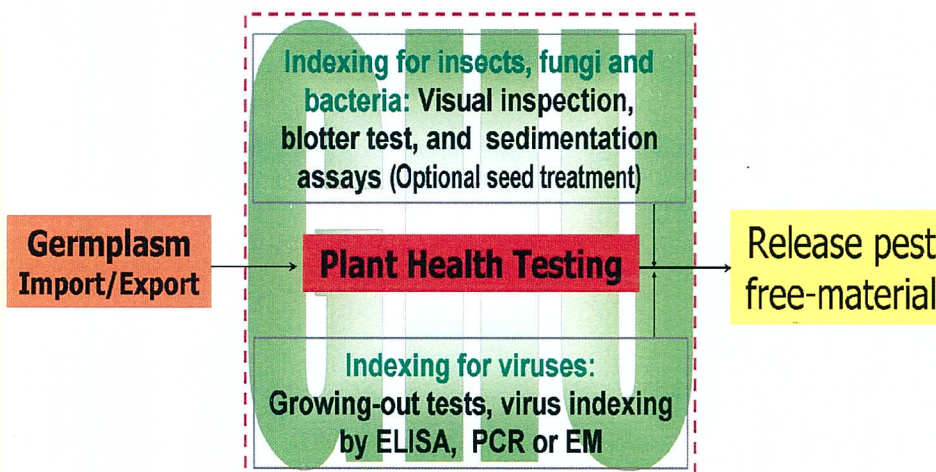 Indexing for insects, fungi and
bacteria: Visual inspection,
blotter test, and sedimentation
assays (Optional seed treatment)
Germplasm
Import/Export
Plant Health Testing
Release pest
free-material
Indexing for viruses:
Growing-out tests, virus indexing
by ELISA, PCR or EM
GHU